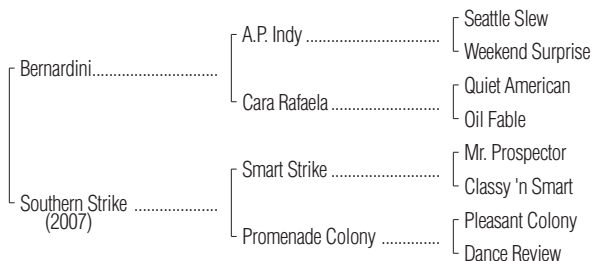 Seattle Slew
A.P. Indy ................................
Weekend Surprise
Bernardini..............................
Quiet American
Cara Rafaela ..........................
Oil Fable
Mr. Prospector
Smart Strike ..........................
Classy 'n Smart
Southern Strike ....................
(2007)
Pleasant Colony
Promenade Colony ..............
Dance Review